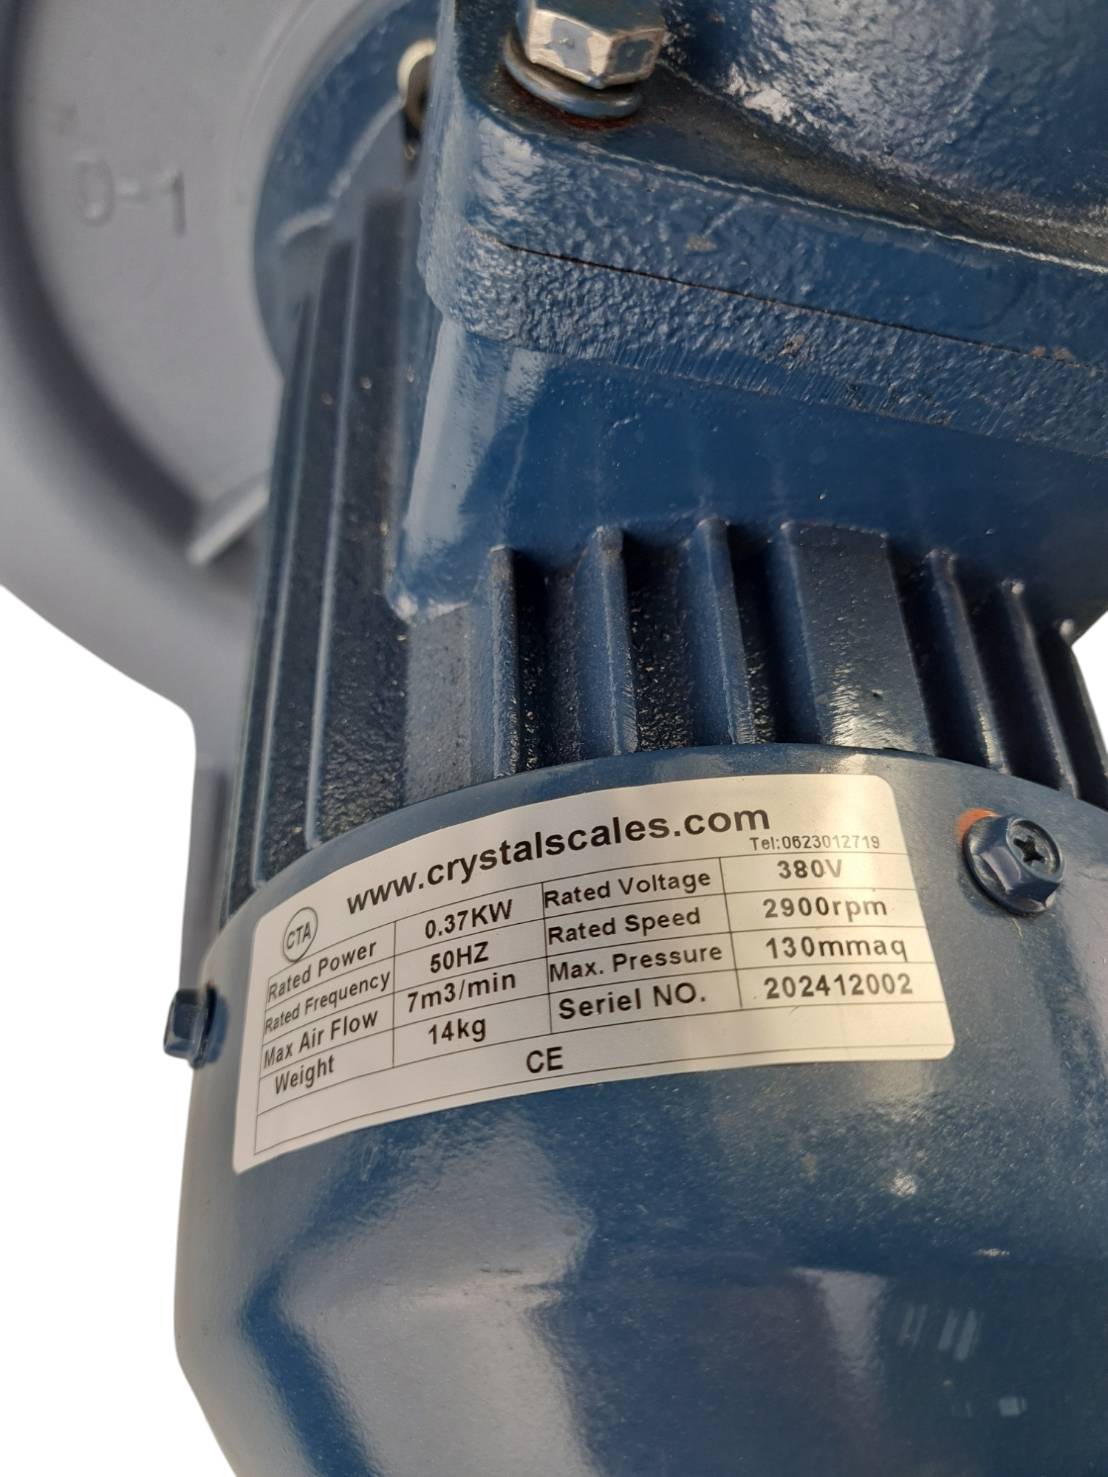 0-1
www.crystalscales.com
Tel:0623012719
CTA
Rated Power 0.37KW Rated Voltage 380V
Rated Frequency 50HZ Rated Speed 2900rpm
Max Air Flow 7m3/min Max. Pressure 130mmaq
Weight 14kg Seriel NO. 202412002
CE